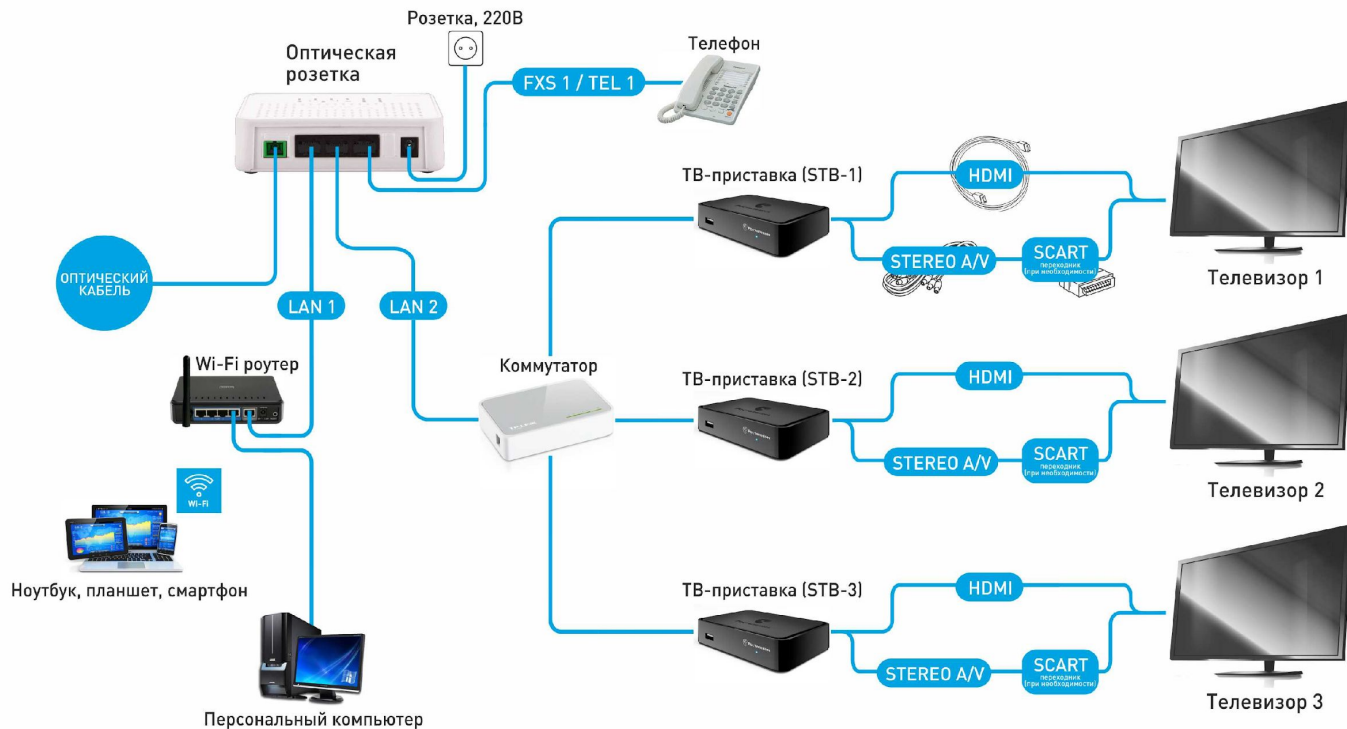 Розетка, 220В
Оптическая
розетка
FXS 1 / TEL 1
Телефон
ТВ-приставка (STB-1)
HDMI
STEREO A/V
SCART
переходник
(при необходимости)
Телевизор 1
ОПТИЧЕСКИЙ
КАБЕЛЬ
LAN 1
LAN 2
Wi-Fi роутер
Коммутатор
ТВ-приставка (STB-2)
HDMI
STEREO A/V
SCART
переходник
(при необходимости)
Телевизор 2
Wi-Fi
Ноутбук, планшет, смартфон
ТВ-приставка (STB-3)
HDMI
STEREO A/V
SCART
переходник
(при необходимости)
Телевизор 3
Персональный компьютер